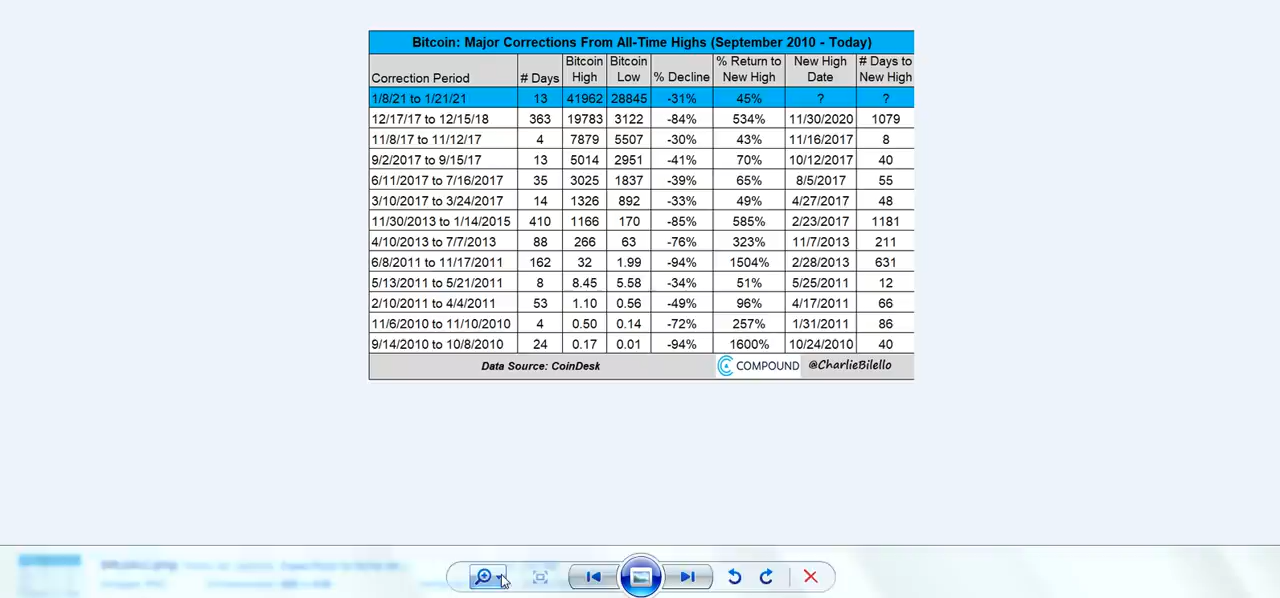 Bitcoin: Major Corrections From All-Time Highs (September 2010 - Today)
Correction Period # Days Bitcoin High Bitcoin Low % Decline % Return to New High New High Date # Days to New High
1/8/21 to 1/21/21 13 41962 28845 -31% 45% ? ?
12/17/17 to 12/15/18 363 19783 3122 -84% 534% 11/30/2020 1079
11/8/17 to 11/12/17 4 7879 5507 -30% 43% 11/16/2017 8
9/2/2017 to 9/15/17 13 5014 2951 -41% 70% 10/12/2017 40
6/11/2017 to 7/16/2017 35 3025 1837 -39% 65% 8/5/2017 55
3/10/2017 to 3/24/2017 14 1326 892 -33% 49% 4/27/2017 48
11/30/2013 to 1/14/2015 410 1166 170 -85% 585% 2/23/2017 1181
4/10/2013 to 7/7/2013 88 266 63 -76% 323% 11/7/2013 211
6/8/2011 to 11/17/2011 162 32 1.99 -94% 1504% 2/28/2013 631
5/13/2011 to 5/21/2011 8 8.45 5.58 -34% 51% 5/25/2011 12
2/10/2011 to 4/4/2011 53 1.10 0.56 -49% 96% 4/17/2011 66
11/6/2010 to 11/10/2010 4 0.50 0.14 -72% 257% 1/31/2011 86
9/14/2010 to 10/8/2010 24 0.17 0.01 -94% 1600% 10/24/2010 40
Data Source: CoinDesk COMPOUND @CharlieBilello